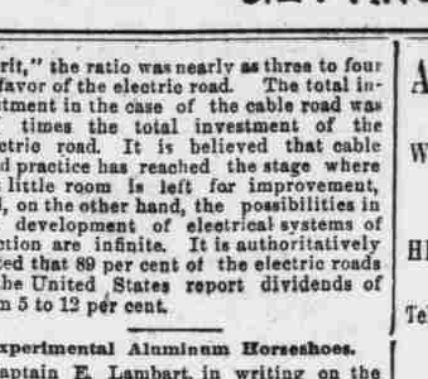 rit," the ratio was nearly as three to four
favor of the electric road. The total in-
tment in the case of the cable road was
times the total investment of the
ctric road. It is believed that cable
d practice has reached the stage where
little room is left for improvement,
, on the other hand, the possibilities in
development of electrical systems of
ction are infinite. It is authoritatively
ted that 89 per cent of the electric roads
the United States report dividends of
m 5 to 12 per cent.
xperimental Aluminum Horseshoes.
aptain E. Lambart, in writing on the
A
W
HI
Tel